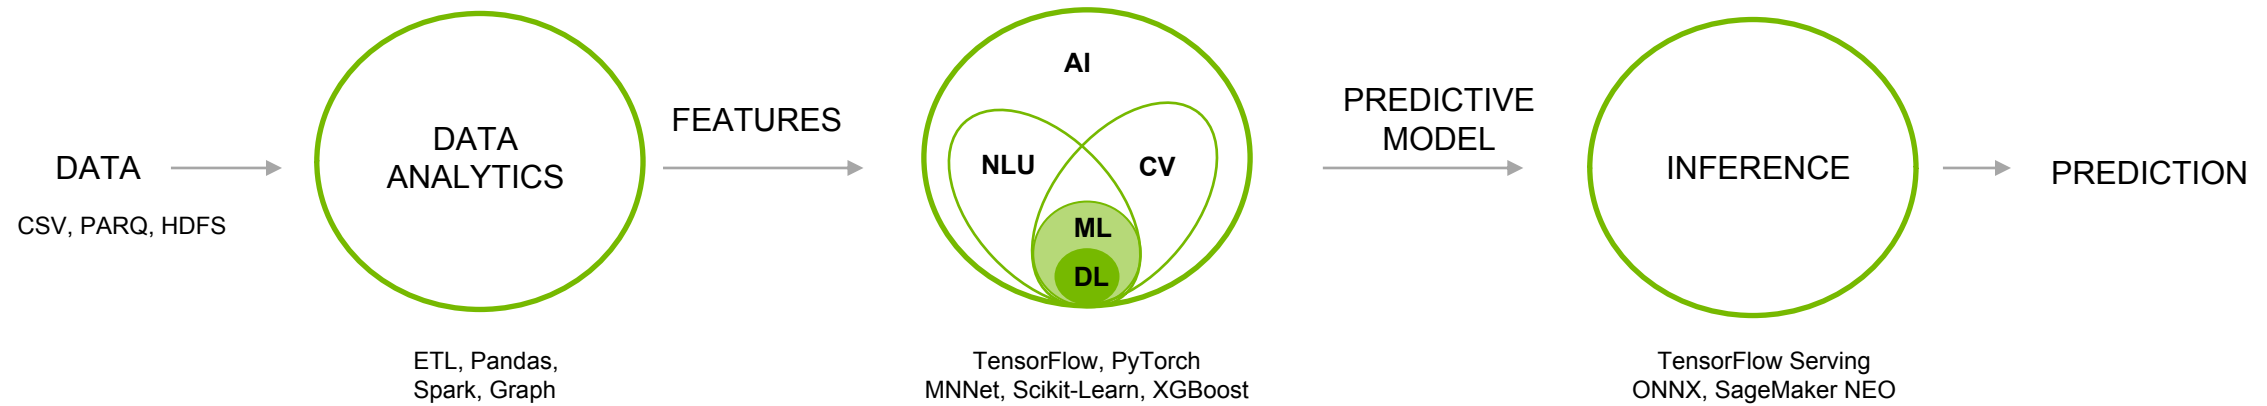 DATA
CSV, PARQ, HDFS
DATA
ANALYTICS
ETL, Pandas,
Spark, Graph
FEATURES
AI
NLU
CV
ML
DL
TensorFlow, PyTorch
MNNet, Scikit-Learn, XGBoost
PREDICTIVE
MODEL
INFERENCE
TensorFlow Serving
ONNX, SageMaker NEO
PREDICTION